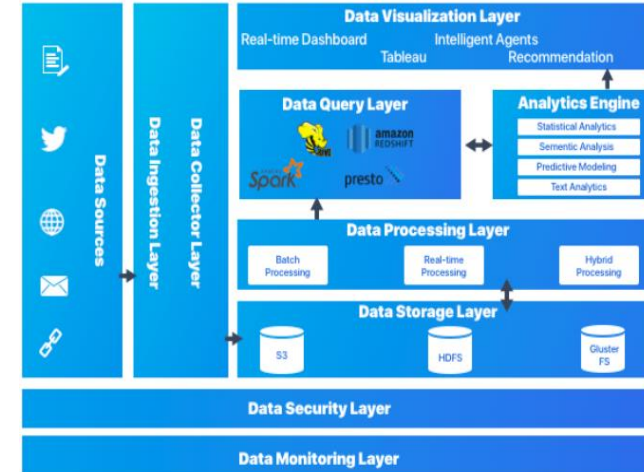 Data Sources
Data Ingestion Layer
Data Collector Layer
Data Visualization Layer
Real-time Dashboard
Intelligent Agents
Tableau
Recommendation
Data Query Layer
HIVE
amazon
REDSHIFT
Spark
presto
Analytics Engine
Statistical Analytics
Sementic Analysis
Predictive Modeling
Text Analytics
Data Processing Layer
Batch
Processing
Real-time
Processing
Hybrid
Processing
Data Storage Layer
S3
HDFS
Gluster
FS
Data Security Layer
Data Monitoring Layer